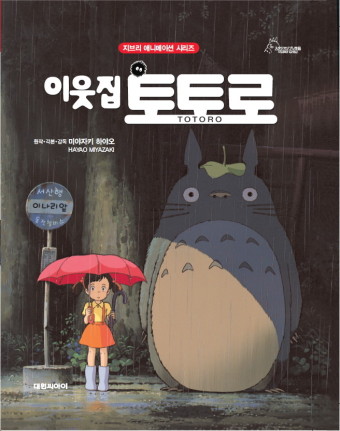 지브리 애니메이션 시리즈
이웃집 토토로
TOTORO
원작·각본·감독 미야자키 하야오
HAYAO MIYAZAKI
이나리앞
대원씨아이